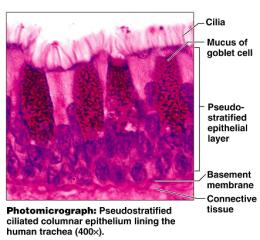 Cilia
Mucus of
goblet cell
Pseudo-
stratified
epithelial
layer
Basement
membrane
Connective
tissue
Photomicrograph: Pseudostratified
ciliated columnar epithelium lining the
human trachea (400×).